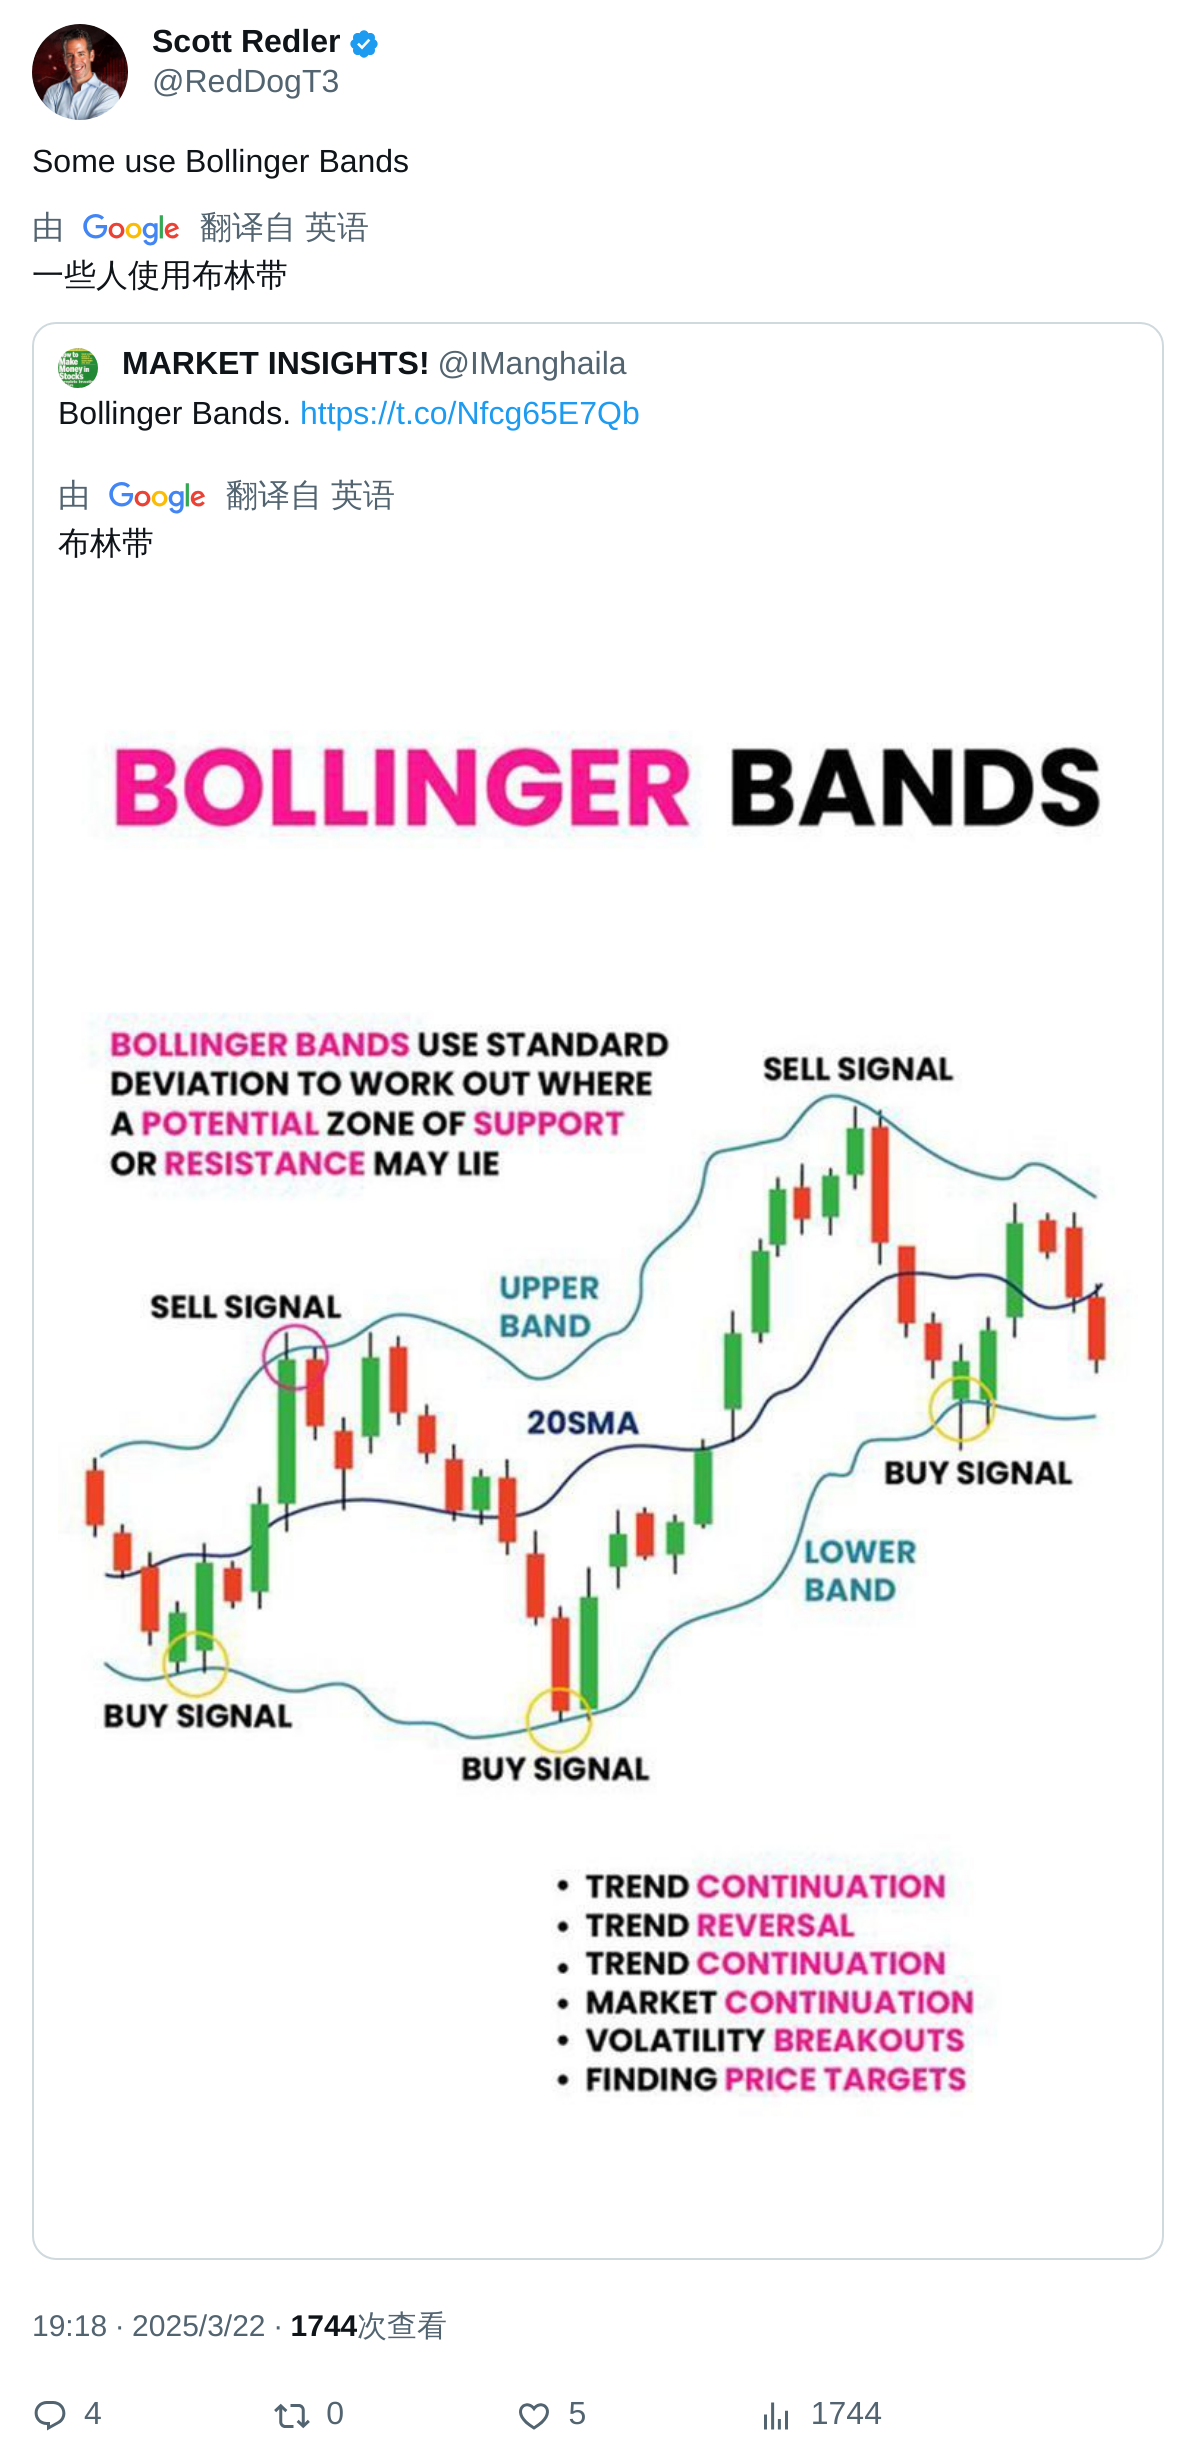 Scott Redler
@RedDogT3
Some use Bollinger Bands
由 Google 翻译自 英语
一些人使用布林带
MARKET INSIGHTS! @IManghaila
Bollinger Bands. https://t.co/Nfcg65E7Qb
由 Google 翻译自 英语
布林带
BOLLINGER BANDS
BOLLINGER BANDS USE STANDARD
DEVIATION TO WORK OUT WHERE
A POTENTIAL ZONE OF SUPPORT
OR RESISTANCE MAY LIE
SELL SIGNAL
SELL SIGNAL
UPPER
BAND
20SMA
BUY SIGNAL
LOWER
BAND
BUY SIGNAL
BUY SIGNAL
• TREND CONTINUATION
• TREND REVERSAL
• TREND CONTINUATION
• MARKET CONTINUATION
• VOLATILITY BREAKOUTS
• FINDING PRICE TARGETS
19:18 · 2025/3/22 · 1744次查看
4 0 5 1744